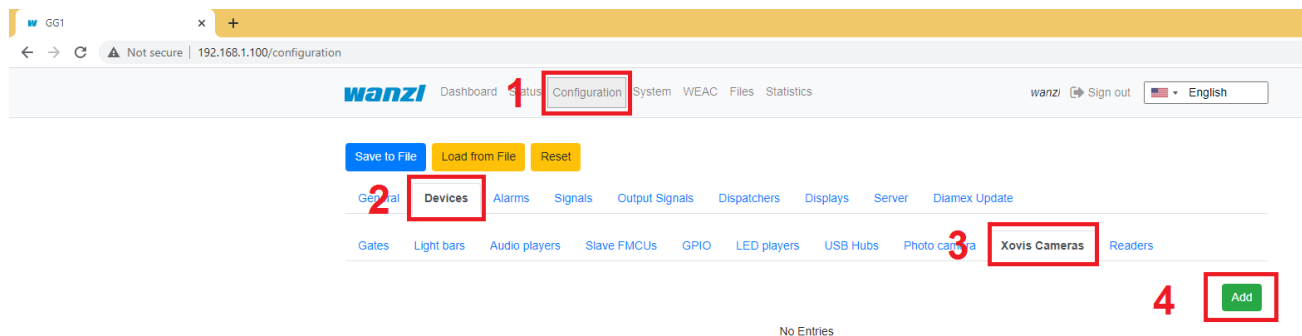 w GG1 × +
Not secure | 192.168.1.100/configuration
wanzl Dashboard Status Configuration System WEAC Files Statistics wanzl Sign out English
1
Save to File Load from File Reset
General Devices Alarms Signals Output Signals Dispatchers Displays Server Diamex Update
2
Gates Light bars Audio players Slave FMCUs GPIO LED players USB Hubs Photo camera Xovis Cameras Readers
3
Add
4
No Entries